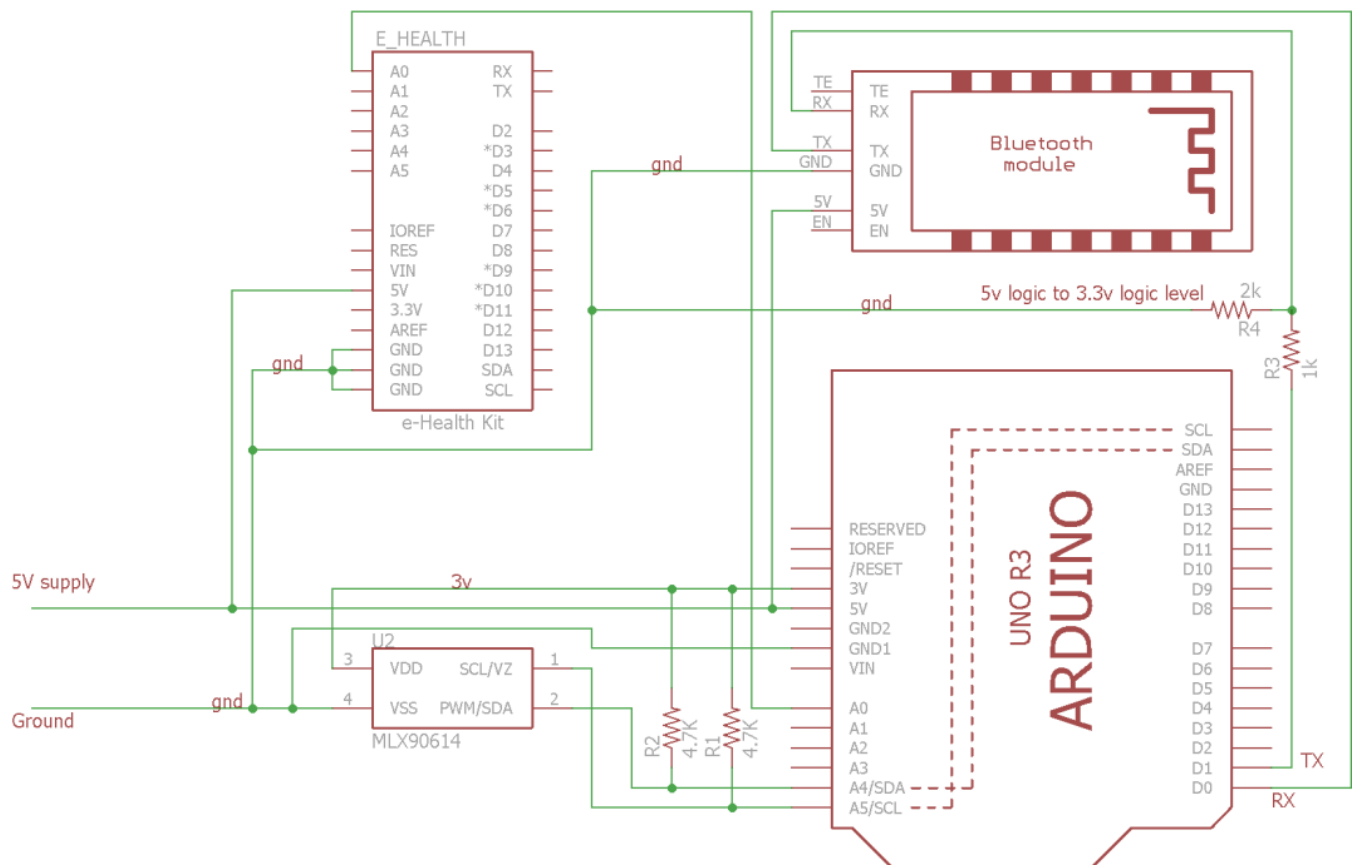 E_HEALTH
A0
A1
A2
A3
A4
A5
IOREF
RES
VIN
5V
3.3V
AREF
GND
GND
GND
RX
TX
D2
*D3
D4
*D5
*D6
D7
D8
*D9
*D10
*D11
D12
D13
SDA
SCL
e-Health Kit
gnd
gnd
TE
RX
TX
GND
5V
EN
TE
RX
TX
GND
5V
EN
Bluetooth
module
gnd
5v logic to 3.3v logic level
2k
R4
R3
1k
5V supply
Ground
gnd
3v
U2
3
4
VDD
VSS
SCL/VZ
PWM/SDA
1
2
MLX90614
R2
4.7K
R1
4.7K
RESERVED
IOREF
/RESET
3V
5V
GND2
GND1
VIN
A0
A1
A2
A3
A4/SDA
A5/SCL
UNO R3
ARDUINO
SCL
SDA
AREF
GND
D13
D12
D11
D10
D9
D8
D7
D6
D5
D4
D3
D2
D1
D0
TX
RX